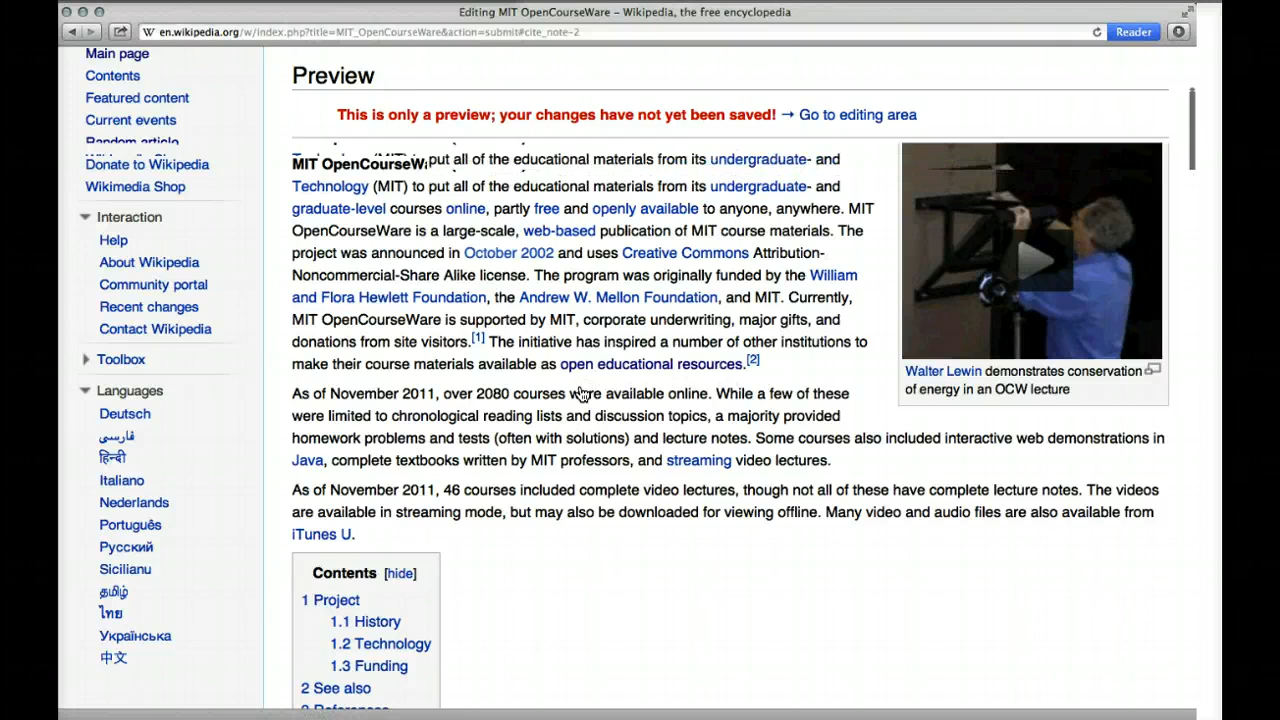 Editing MIT OpenCourseWare – Wikipedia, the free encyclopedia
en.wikipedia.org/w/index.php?title=MIT_OpenCourseWare&action=submit#cite_note-2
Reader
Main page
Contents
Featured content
Current events
Random article
Donate to Wikipedia
Wikimedia Shop
Interaction
Help
About Wikipedia
Community portal
Recent changes
Contact Wikipedia
Toolbox
Languages
Deutsch
فارسی
हिन्दी
Italiano
Nederlands
Português
Русский
Sicilianu
தமிழ்
ไทย
Українська
中文
Preview
This is only a preview; your changes have not yet been saved! → Go to editing area
MIT OpenCourseW put all of the educational materials from its undergraduate- and
Technology (MIT) to put all of the educational materials from its undergraduate- and
graduate-level courses online, partly free and openly available to anyone, anywhere. MIT
OpenCourseWare is a large-scale, web-based publication of MIT course materials. The
project was announced in October 2002 and uses Creative Commons Attribution-
Noncommercial-Share Alike license. The program was originally funded by the William
and Flora Hewlett Foundation, the Andrew W. Mellon Foundation, and MIT. Currently,
MIT OpenCourseWare is supported by MIT, corporate underwriting, major gifts, and
donations from site visitors.[1] The initiative has inspired a number of other institutions to
make their course materials available as open educational resources.[2]
As of November 2011, over 2080 courses were available online. While a few of these
were limited to chronological reading lists and discussion topics, a majority provided
homework problems and tests (often with solutions) and lecture notes. Some courses also included interactive web demonstrations in
Java, complete textbooks written by MIT professors, and streaming video lectures.
As of November 2011, 46 courses included complete video lectures, though not all of these have complete lecture notes. The videos
are available in streaming mode, but may also be downloaded for viewing offline. Many video and audio files are also available from
iTunes U.
Walter Lewin demonstrates conservation
of energy in an OCW lecture
Contents [hide]
1 Project
1.1 History
1.2 Technology
1.3 Funding
2 See also